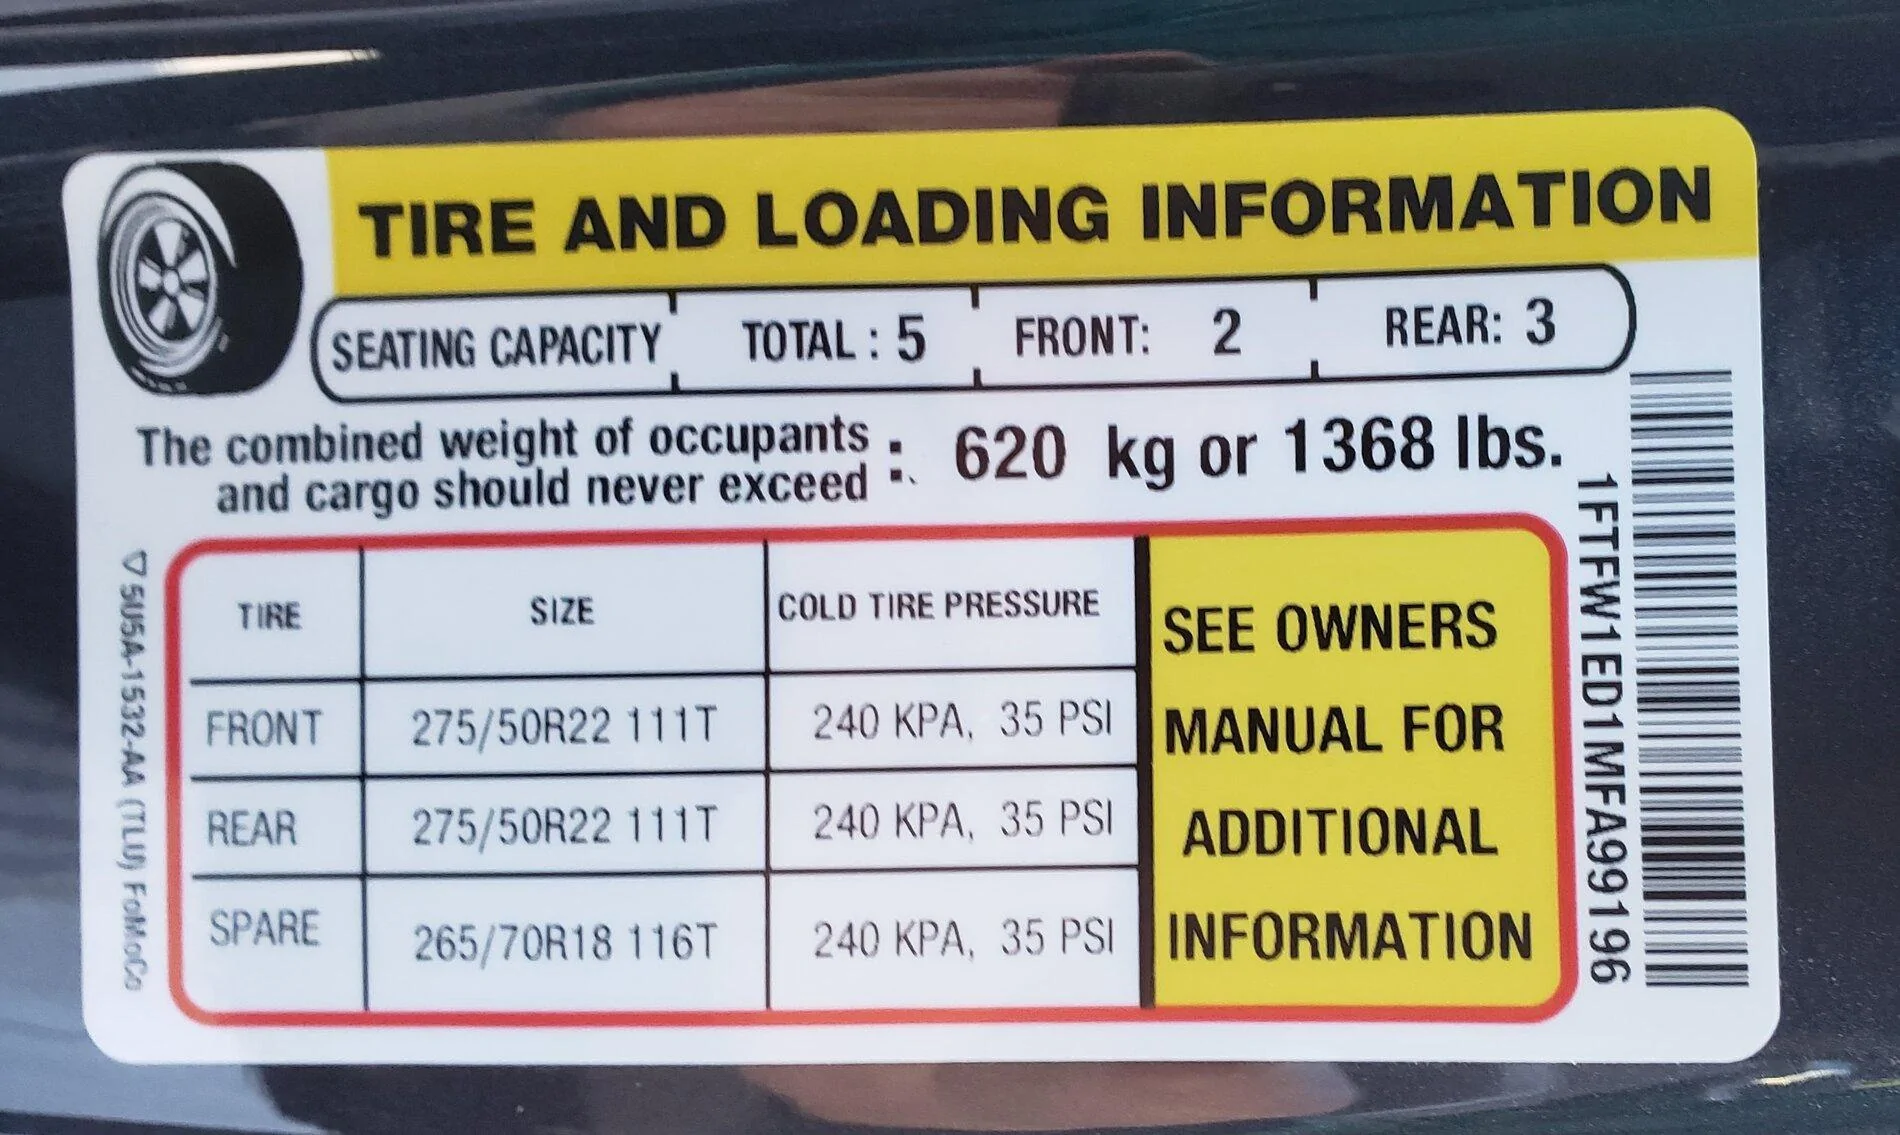 TIRE AND LOADING INFORMATION
SEATING CAPACITY TOTAL : 5 FRONT: 2 REAR: 3
The combined weight of occupants
and cargo should never exceed : 620 kg or 1368 lbs.
TIRE SIZE COLD TIRE PRESSURE
FRONT 275/50R22 111T 240 KPA, 35 PSI
REAR 275/50R22 111T 240 KPA, 35 PSI
SPARE 265/70R18 116T 240 KPA, 35 PSI
SEE OWNERS
MANUAL FOR
ADDITIONAL
INFORMATION
1FTFW1ED1MFA99196
5U5A-1532-AA (TLU) FoMoCo